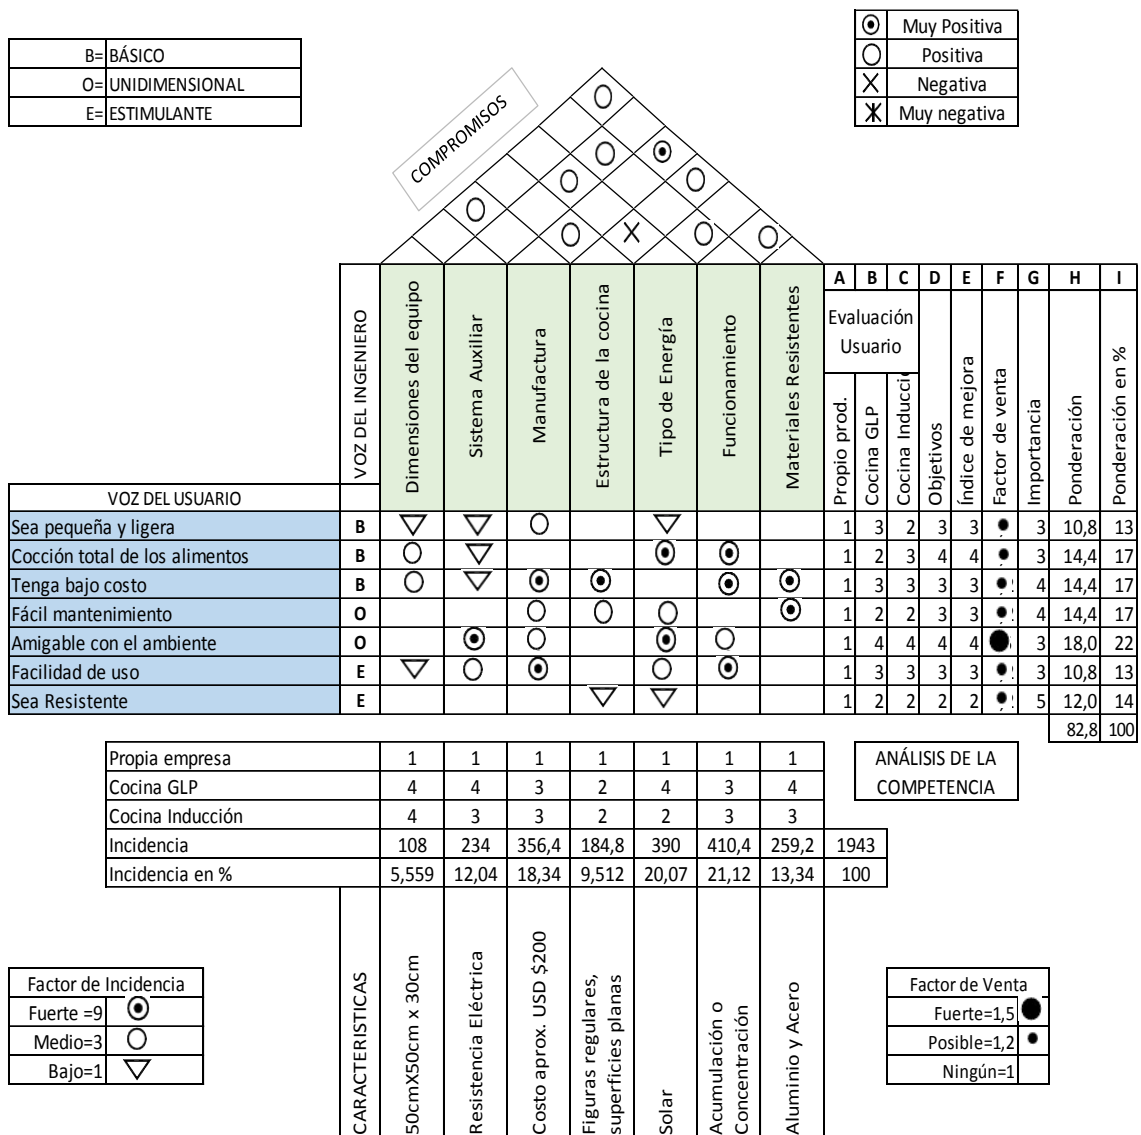 B= BÁSICO
O= UNIDIMENSIONAL
E= ESTIMULANTE
Muy Positiva
Positiva
Negativa
Muy negativa
COMPROMISOS
VOZ DEL INGENIERO
Dimensiones del equipo
Sistema Auxiliar
Manufactura
Estructura de la cocina
Tipo de Energía
Funcionamiento
Materiales Resistentes
A B C D E F G H I
Evaluación
Usuario
Propio prod.
Cocina GLP
Cocina Inducció
Objetivos
Índice de mejora
Factor de venta
Importancia
Ponderación
Ponderación en %
VOZ DEL USUARIO
Sea pequeña y ligera B 1 3 2 3 3 3 10,8 13
Cocción total de los alimentos B 1 2 3 4 4 3 14,4 17
Tenga bajo costo B 1 3 3 3 3 4 14,4 17
Fácil mantenimiento O 1 2 2 3 3 4 14,4 17
Amigable con el ambiente O 1 4 4 4 4 3 18,0 22
Facilidad de uso E 1 3 3 3 3 3 10,8 13
Sea Resistente E 1 2 2 2 2 5 12,0 14
82,8 100
Propia empresa 1 1 1 1 1 1 1
Cocina GLP 4 4 3 2 4 3 4
Cocina Inducción 4 3 3 2 2 3 3
Incidencia 108 234 356,4 184,8 390 410,4 259,2 1943
Incidencia en % 5,559 12,04 18,34 9,512 20,07 21,12 13,34 100
ANÁLISIS DE LA
COMPETENCIA
CARACTERISTICAS
50cmX50cm x 30cm
Resistencia Eléctrica
Costo aprox. USD $200
Figuras regulares,
superficies planas
Solar
Acumulación o
Concentración
Aluminio y Acero
Factor de Incidencia
Fuerte =9
Medio=3
Bajo=1
Factor de Venta
Fuerte=1,5
Posible=1,2
Ningún=1